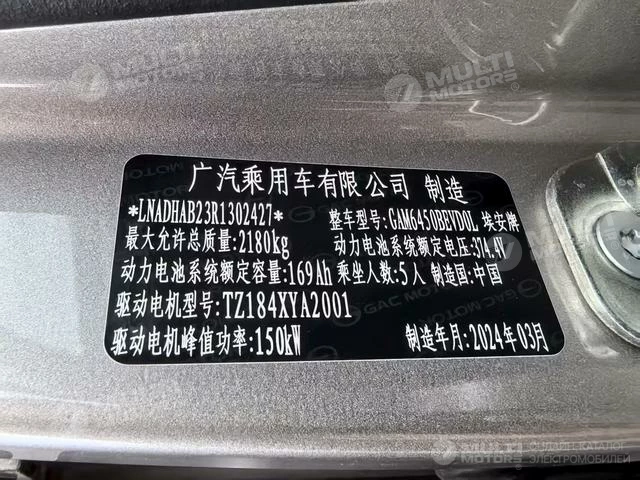 MULTI
MOTORS
MULTI
MOTORS
广汽乘用车有限公司 制造
*LNADHAB23R1302427*
整车型号:GAM6450BEVD0L 埃安牌
最大允许总质量:2180kg
动力电池系统额定电压:374.4V
动力电池系统额定容量:169Ah 乘坐人数:5人 制造国:中国
驱动电机型号:TZ184XYA2001
驱动电机峰值功率:150kW
制造年月:2024年03月
GAC MOTOR
MULTI
MOTORS
ОНЛАЙН-КАТАЛОГ
ЭЛЕКТРОМОБИЛЕЙ